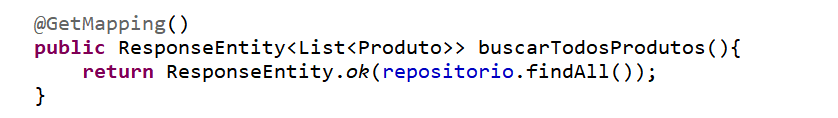 @GetMapping()
public ResponseEntity<List<Produto>> buscarTodosProdutos(){
    return ResponseEntity.ok(repositorio.findAll());
}